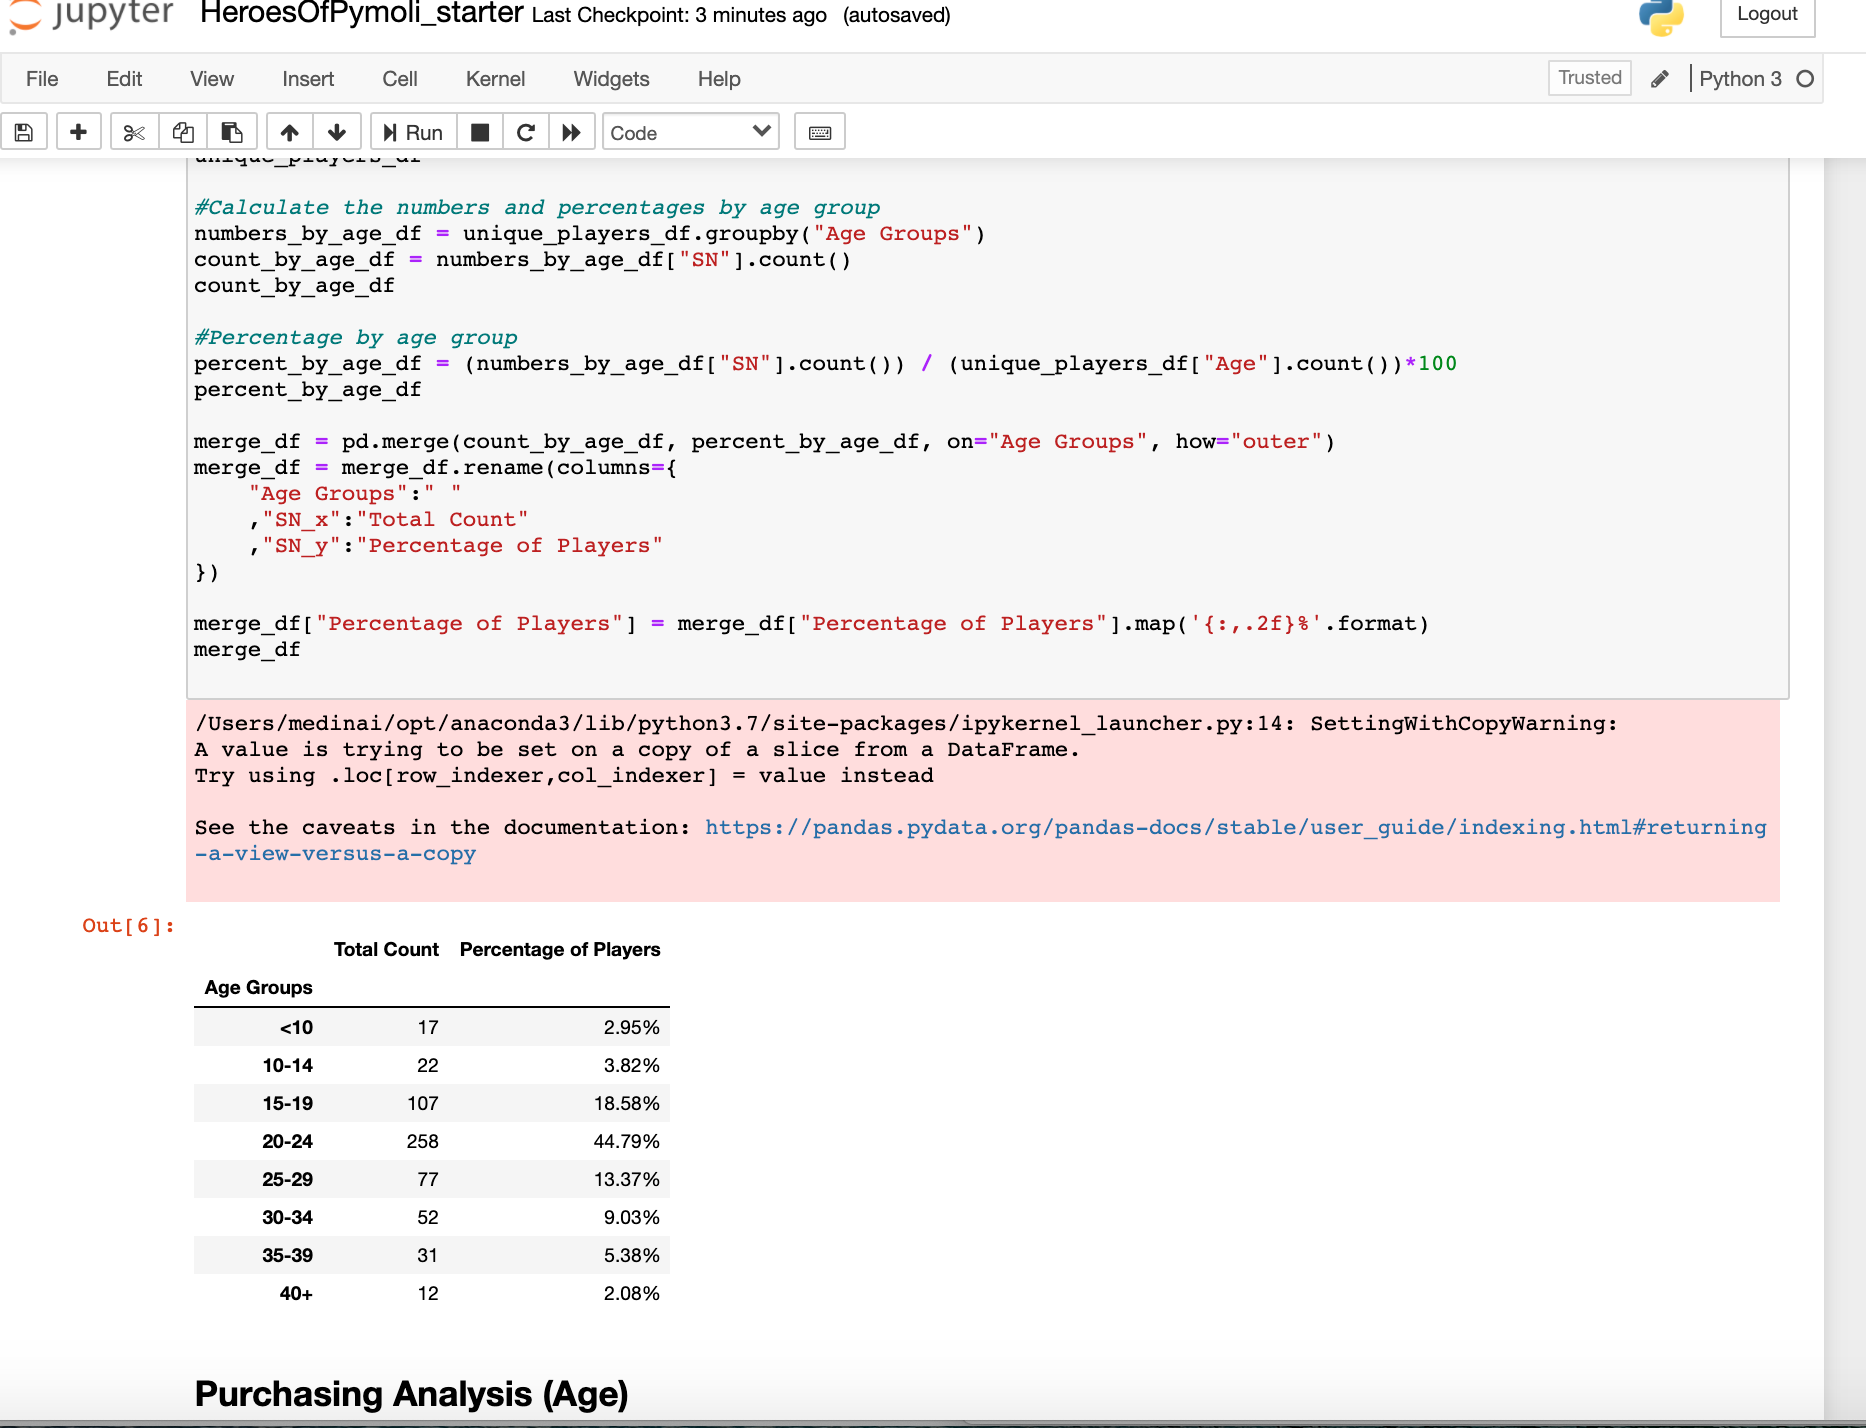 jupyter HeroesOfPymoli_starter Last Checkpoint: 3 minutes ago (autosaved) Logout
File Edit View Insert Cell Kernel Widgets Help Trusted Python 3
Run Code
unique_players_df
#Calculate the numbers and percentages by age group
numbers_by_age_df = unique_players_df.groupby("Age Groups")
count_by_age_df = numbers_by_age_df["SN"].count()
count_by_age_df
#Percentage by age group
percent_by_age_df = (numbers_by_age_df["SN"].count()) / (unique_players_df["Age"].count())*100
percent_by_age_df
merge_df = pd.merge(count_by_age_df, percent_by_age_df, on="Age Groups", how="outer")
merge_df = merge_df.rename(columns={
    "Age Groups":" "
    ,"SN_x":"Total Count"
    ,"SN_y":"Percentage of Players"
})
merge_df["Percentage of Players"] = merge_df["Percentage of Players"].map('{:,.2f}%'.format)
merge_df
/Users/medinai/opt/anaconda3/lib/python3.7/site-packages/ipykernel_launcher.py:14: SettingWithCopyWarning:
A value is trying to be set on a copy of a slice from a DataFrame.
Try using .loc[row_indexer,col_indexer] = value instead
See the caveats in the documentation: https://pandas.pydata.org/pandas-docs/stable/user_guide/indexing.html#returning
-a-view-versus-a-copy
Out[6]:
Total Count Percentage of Players
Age Groups
<10 17 2.95%
10-14 22 3.82%
15-19 107 18.58%
20-24 258 44.79%
25-29 77 13.37%
30-34 52 9.03%
35-39 31 5.38%
40+ 12 2.08%
Purchasing Analysis (Age)